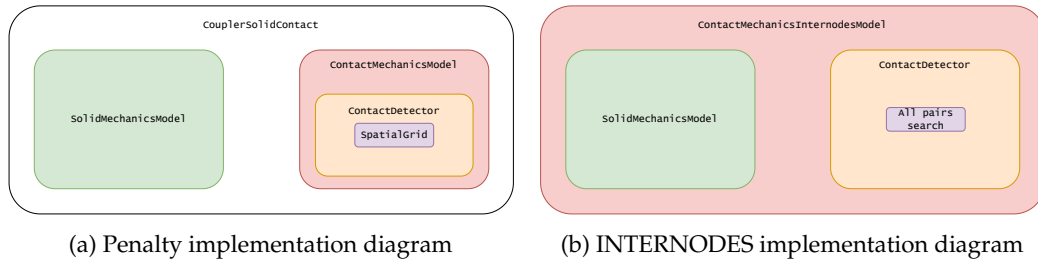 CouplerSolidContact
SolidMechanicsModel
ContactMechanicsModel
ContactDetector
SpatialGrid
(a) Penalty implementation diagram
ContactMechanicsInternodesModel
SolidMechanicsModel
ContactDetector
All pairs
search
(b) INTERNODES implementation diagram